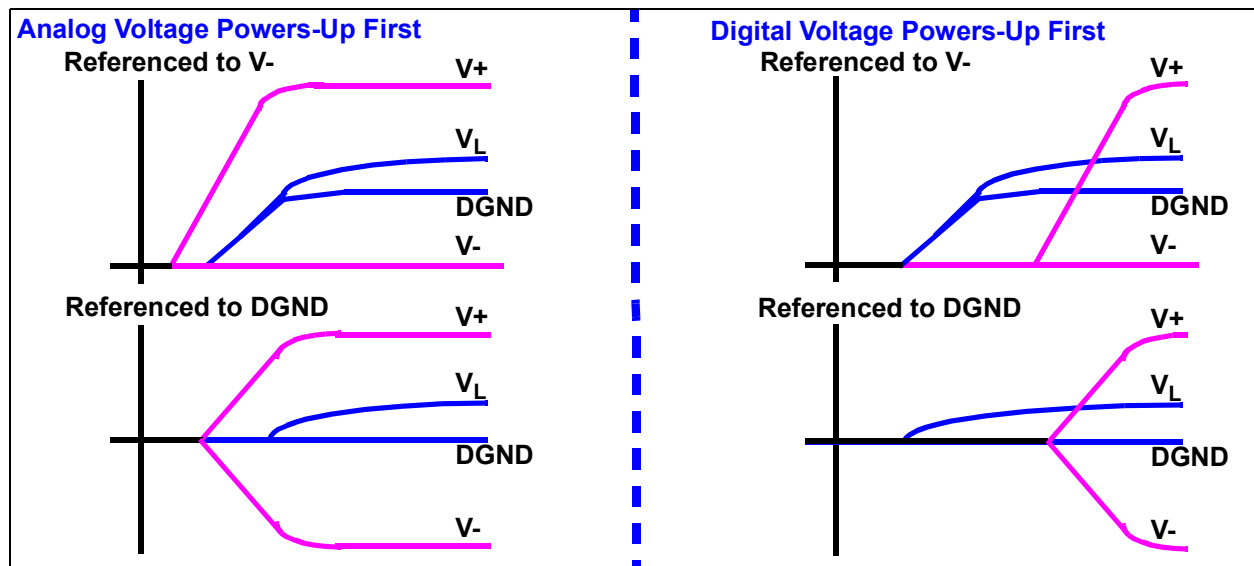 Analog Voltage Powers-Up First
Referenced to V-
V+
VL
DGND
V-
Referenced to DGND
V+
VL
DGND
V-
Digital Voltage Powers-Up First
Referenced to V-
V+
VL
DGND
V-
Referenced to DGND
V+
VL
DGND
V-